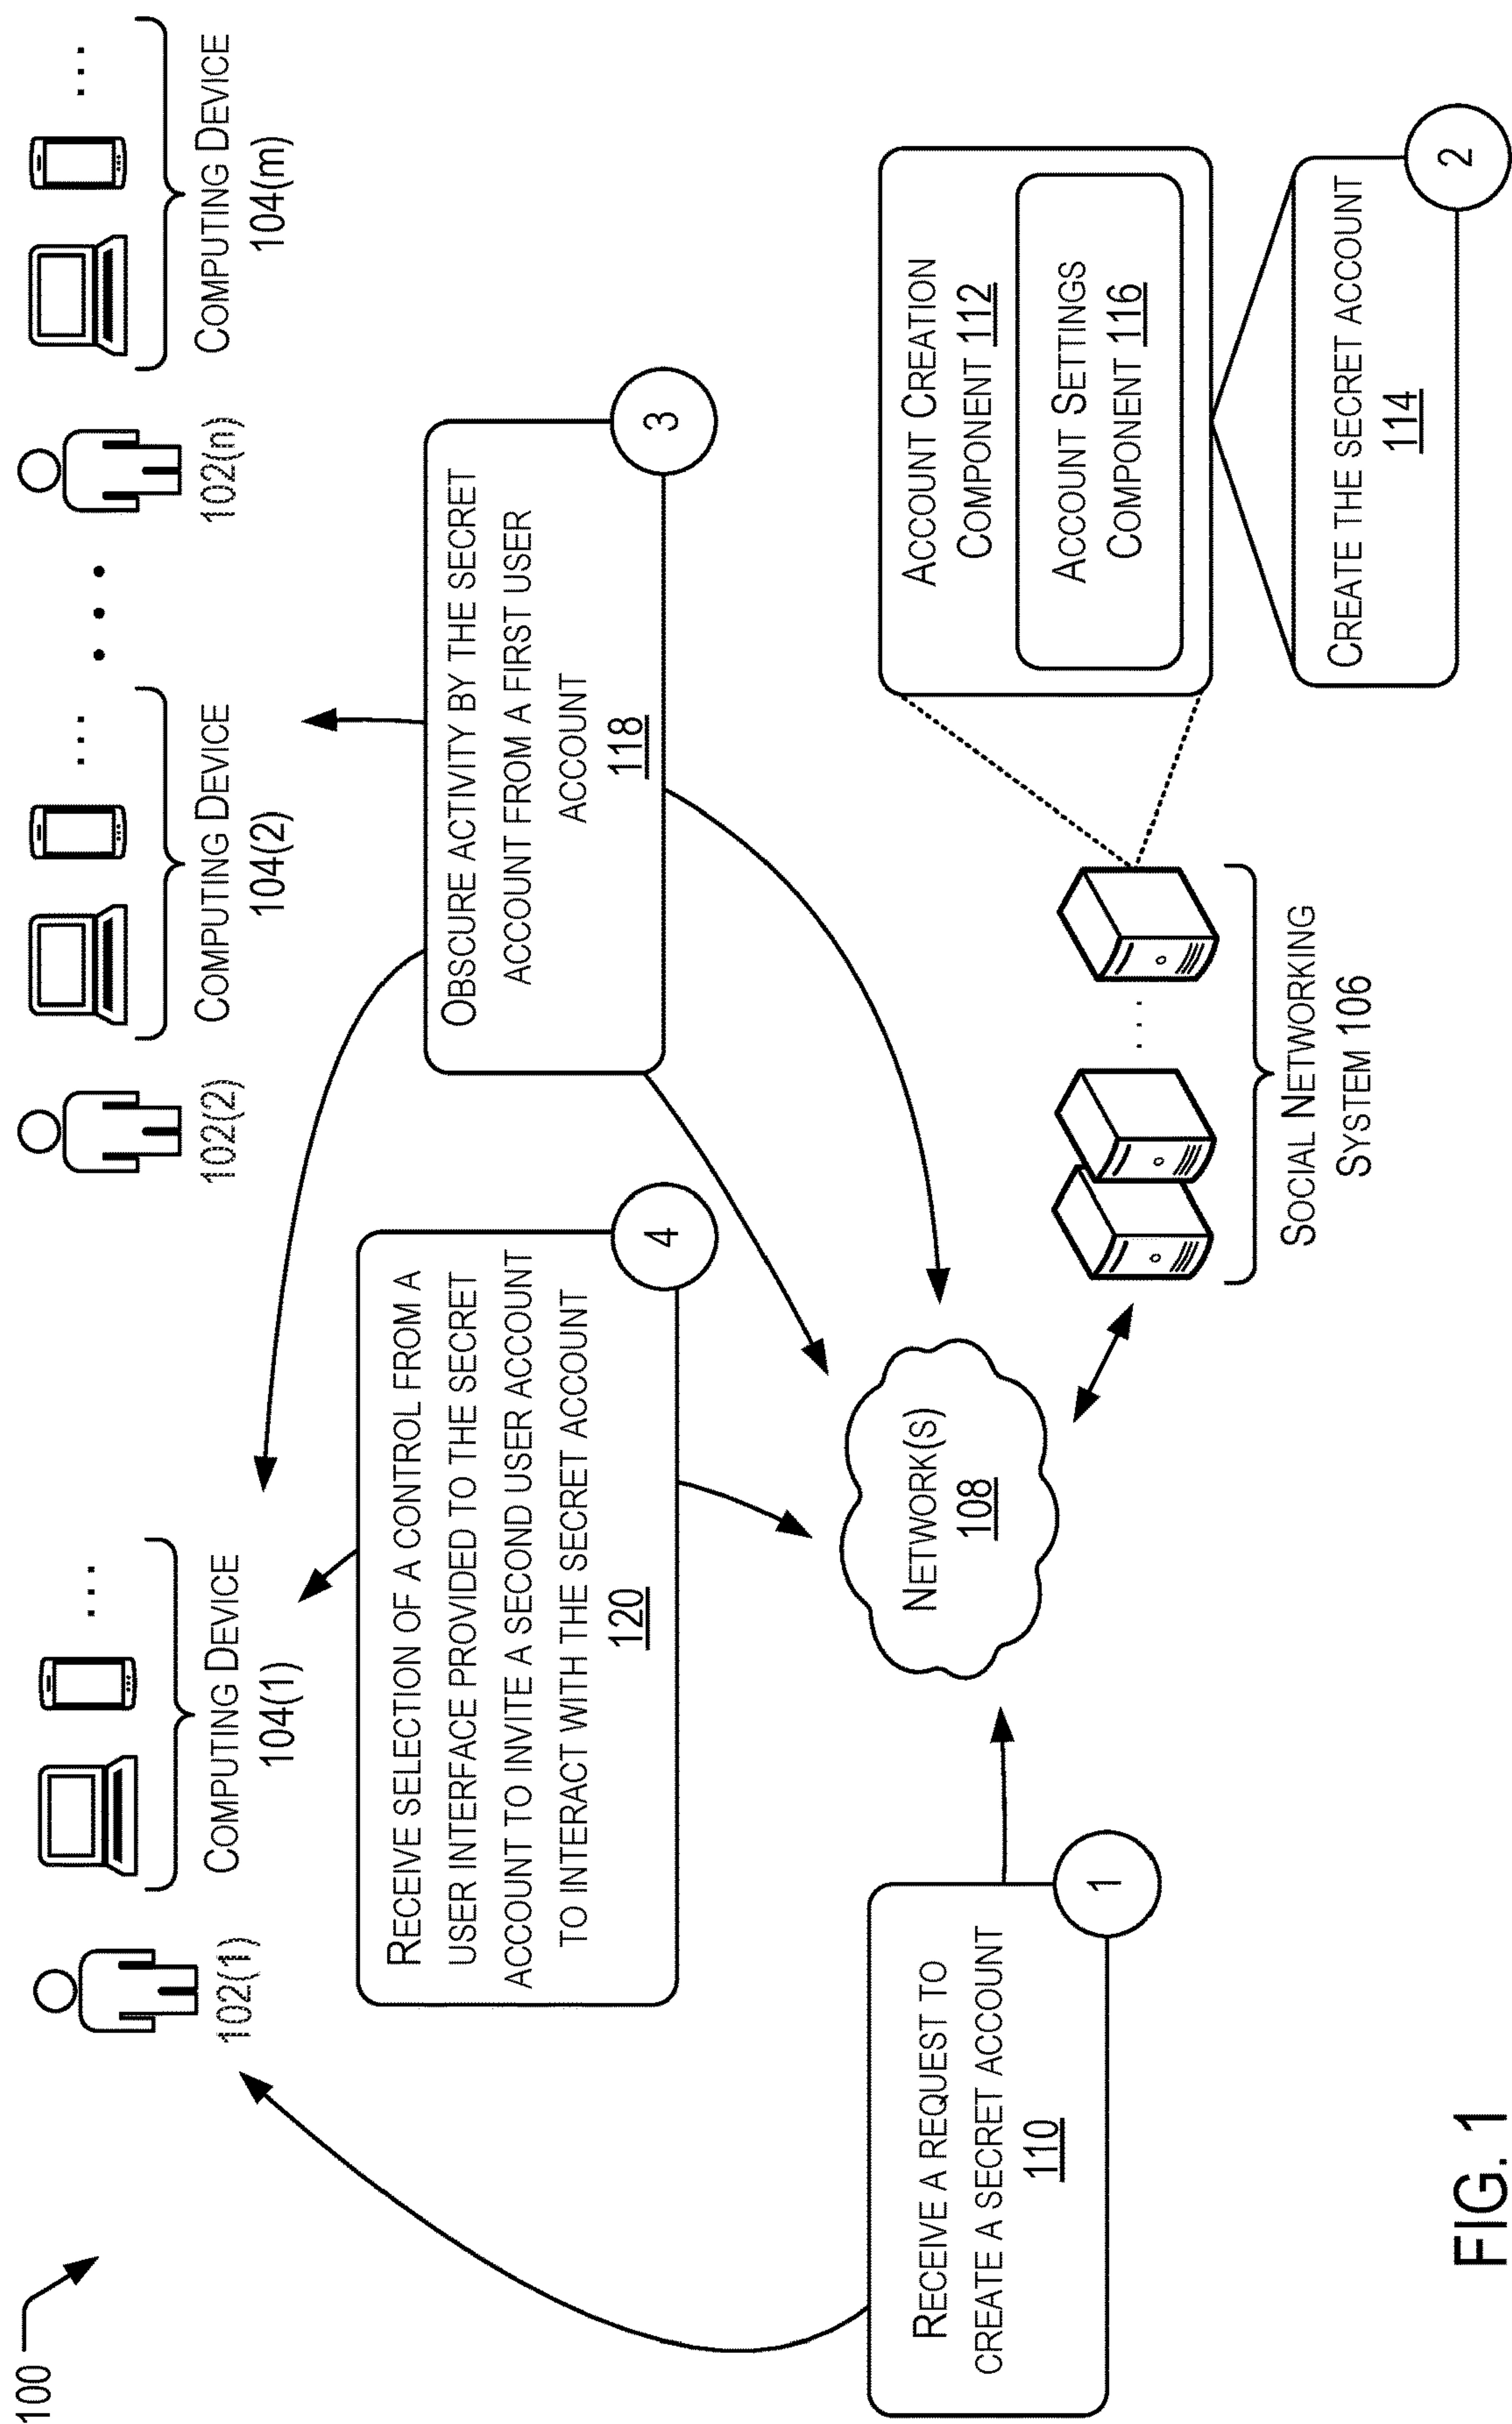 100
102(1)
COMPUTING DEVICE
104(1)
102(2)
COMPUTING DEVICE
104(2)
102(n)
COMPUTING DEVICE
104(m)
RECEIVE SELECTION OF A CONTROL FROM A
USER INTERFACE PROVIDED TO THE SECRET
ACCOUNT TO INVITE A SECOND USER ACCOUNT
TO INTERACT WITH THE SECRET ACCOUNT
120
4
OBSCURE ACTIVITY BY THE SECRET
ACCOUNT FROM A FIRST USER
ACCOUNT
118
3
RECEIVE A REQUEST TO
CREATE A SECRET ACCOUNT
110
1
NETWORK(S)
108
SOCIAL NETWORKING
SYSTEM 106
ACCOUNT CREATION
COMPONENT 112
ACCOUNT SETTINGS
COMPONENT 116
CREATE THE SECRET ACCOUNT
114
2
FIG. 1